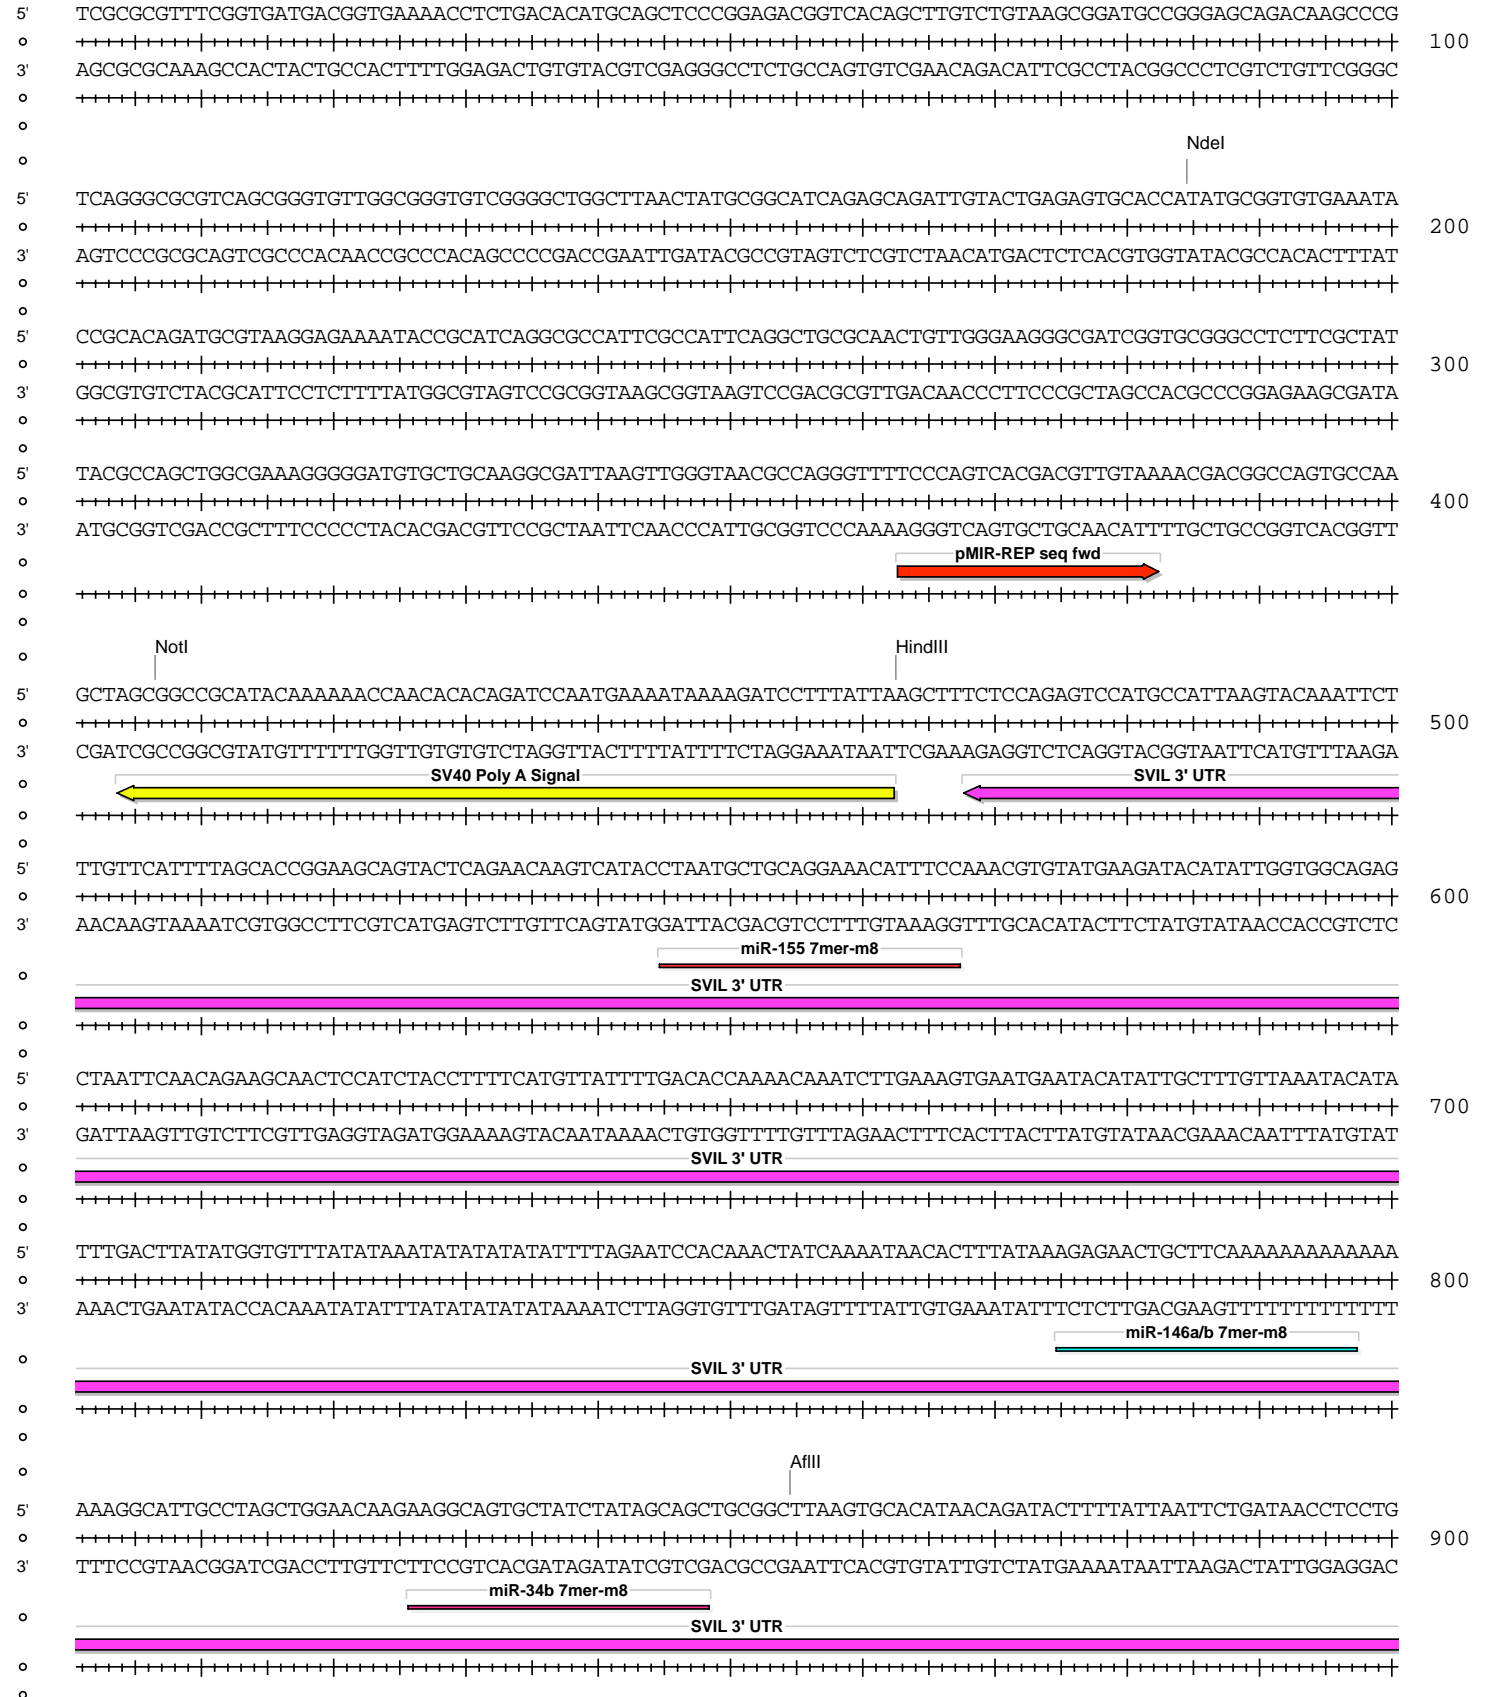 5' TCGCGCGTTTCGGTGATGACGGTGAAAACCTCTGACACATGCAGCTCCCGGAGACGGTCACAGCTTGTCTGTAAGCGGATGCCGGGAGCAGACAAGCCCG
100
3' AGCGCGCAAAGCCACTACTGCCACTTTTGGAGACTGTGTACGTCGAGGGCCTCTGCCAGTGTCGAACAGACATTCGCCTACGGCCCTCGTCTGTTCGGGC
NdeI
5' TCAGGGCGCGTCAGCGGGTGTTGGCGGGTGTCGGGGCTGGCTTAACTATGCGGCATCAGAGCAGATTGTACTGAGAGTGCACCATATGCGGTGTGAAATA
200
3' AGTCCCGCGCAGTCGCCCACAACCGCCCACAGCCCCGACCGAATTGATACGCCGTAGTCTCGTCTAACATGACTCTCACGTGGTATACGCCACACTTTAT
5' CCGCACAGATGCGTAAGGAGAAAATACCGCATCAGGCGCCATTCGCCATTCAGGCTGCGCAACTGTTGGGAAGGGCGATCGGTGCGGGCCTCTTCGCTAT
300
3' GGCGTGTCTACGCATTCCTCTTTTATGGCGTAGTCCGCGGTAAGCGGTAAGTCCGACGCGTTGACAACCCTTCCCGCTAGCCACGCCCGGAGAAGCGATA
5' TACGCCAGCTGGCGAAAGGGGGATGTGCTGCAAGGCGATTAAGTTGGGTAACGCCAGGGTTTTCCCAGTCACGACGTTGTAAAACGACGGCCAGTGCCAA
400
3' ATGCGGTCGACCGCTTTCCCCCTACACGACGTTCCGCTAATTCAACCCATTGCGGTCCCAAAAGGGTCAGTGCTGCAACATTTTGCTGCCGGTCACGGTT
pMIR-REP seq fwd
NotI HindIII
5' GCTAGCGGCCGCATACAAAAAACCAACACACAGATCCAATGAAAATAAAAGATCCTTTATTAAGCTTTCTCCAGAGTCCATGCCATTAAGTACAAATTCT
500
3' CGATCGCCGGCGTATGTTTTTTGGTTGTGTGTCTAGGTTACTTTTATTTTCTAGGAAATAATTCGAAAGAGGTCTCAGGTACGGTAATTCATGTTTAAGA
SV40 Poly A Signal SVIL 3' UTR
5' TTGTTCATTTTAGCACCGGAAGCAGTACTCAGAACAAGTCATACCTAATGCTGCAGGAAACATTTCCAAACGTGTATGAAGATACATATTGGTGGCAGAG
600
3' AACAAGTAAAATCGTGGCCTTCGTCATGAGTCTTGTTCAGTATGGATTACGACGTCCTTTGTAAAGGTTTGCACATACTTCTATGTATAACCACCGTCTC
miR-155 7mer-m8
SVIL 3' UTR
5' CTAATTCAACAGAAGCAACTCCATCTACCTTTTCATGTTATTTTGACACCAAAACAAATCTTGAAAGTGAATGAATACATATTGCTTTGTTAAATACATA
700
3' GATTAAGTTGTCTTCGTTGAGGTAGATGGAAAAGTACAATAAAACTGTGGTTTTGTTTAGAACTTTCACTTACTTATGTATAACGAAACAATTTATGTAT
SVIL 3' UTR
5' TTTGACTTATATGGTGTTTATATAAATATATATATATTTTAGAATCCACAAACTATCAAAATAACACTTTATAAAGAGAACTGCTTCAAAAAAAAAAAAA
800
3' AAACTGAATATACCACAAATATATTTATATATATATAAAATCTTAGGTGTTTGATAGTTTTATTGTGAAATATTTCTCTTGACGAAGTTTTTTTTTTTTT
miR-146a/b 7mer-m8
SVIL 3' UTR
AflII
5' AAAGGCATTGCCTAGCTGGAACAAGAAGGCAGTGCTATCTATAGCAGCTGCGGCTTAAGTGCACATAACAGATACTTTTATTAATTCTGATAACCTCCTG
900
3' TTTCCGTAACGGATCGACCTTGTTCTTCCGTCACGATAGATATCGTCGACGCCGAATTCACGTGTATTGTCTATGAAAATAATTAAGACTATTGGAGGAC
miR-34b 7mer-m8
SVIL 3' UTR